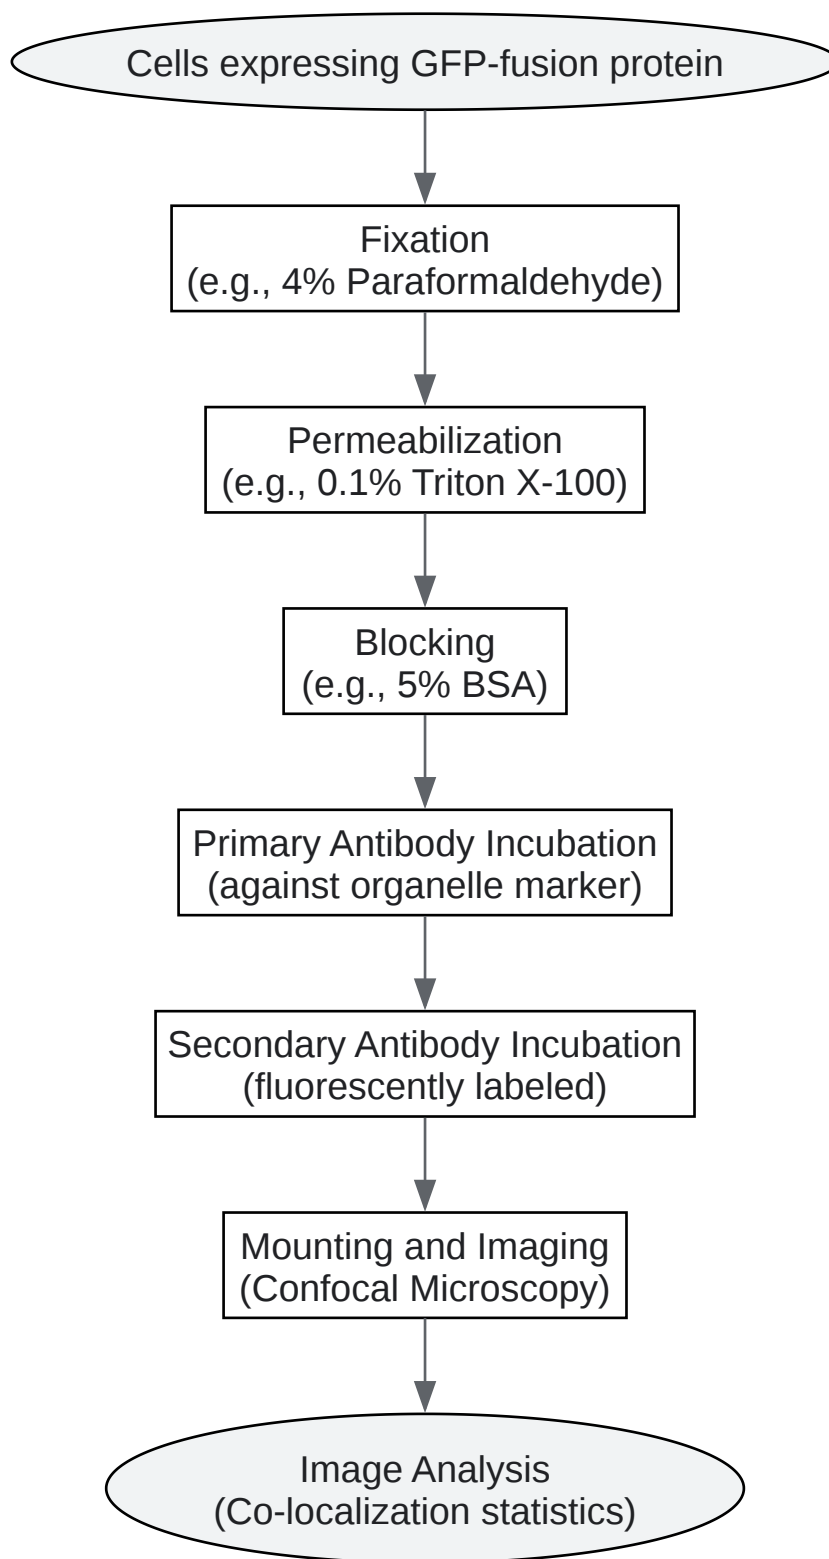 Cells expressing GFP-fusion protein
Fixation
(e.g., 4% Paraformaldehyde)
Permeabilization
(e.g., 0.1% Triton X-100)
Blocking
(e.g., 5% BSA)
Primary Antibody Incubation
(against organelle marker)
Secondary Antibody Incubation
(fluorescently labeled)
Mounting and Imaging
(Confocal Microscopy)
Image Analysis
(Co-localization statistics)